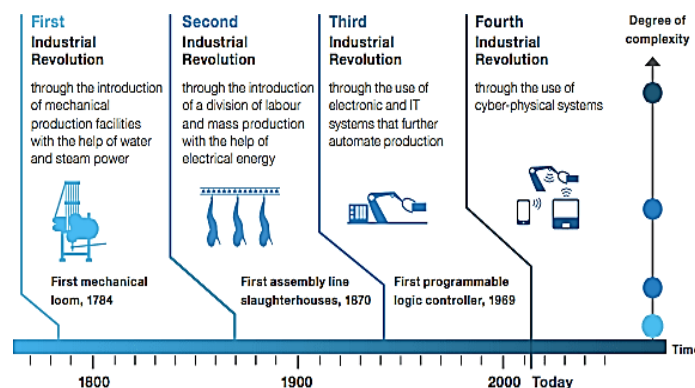 First
Industrial
Revolution
through the introduction
of mechanical
production facilities
with the help of water
and steam power
First mechanical
loom, 1784
Second
Industrial
Revolution
through the introduction
of a division of labour
and mass production
with the help of
electrical energy
First assembly line
slaughterhouses, 1870
Third
Industrial
Revolution
through the use of
electronic and IT
systems that further
automate production
First programmable
logic controller, 1969
Fourth
Industrial
Revolution
through the use of
cyber-physical systems
Degree of
complexity
Time
1800
1900
2000
Today